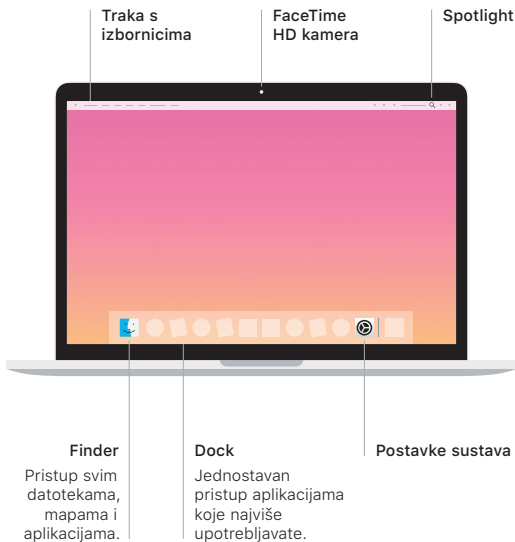 Traka s
izbornicima
FaceTime
HD kamera
Spotlight
Finder
Pristup svim
datotekama,
mapama i
aplikacijama.
Dock
Jednostavan
pristup aplikacijama
koje najviše
upotrebljavate.
Postavke sustava